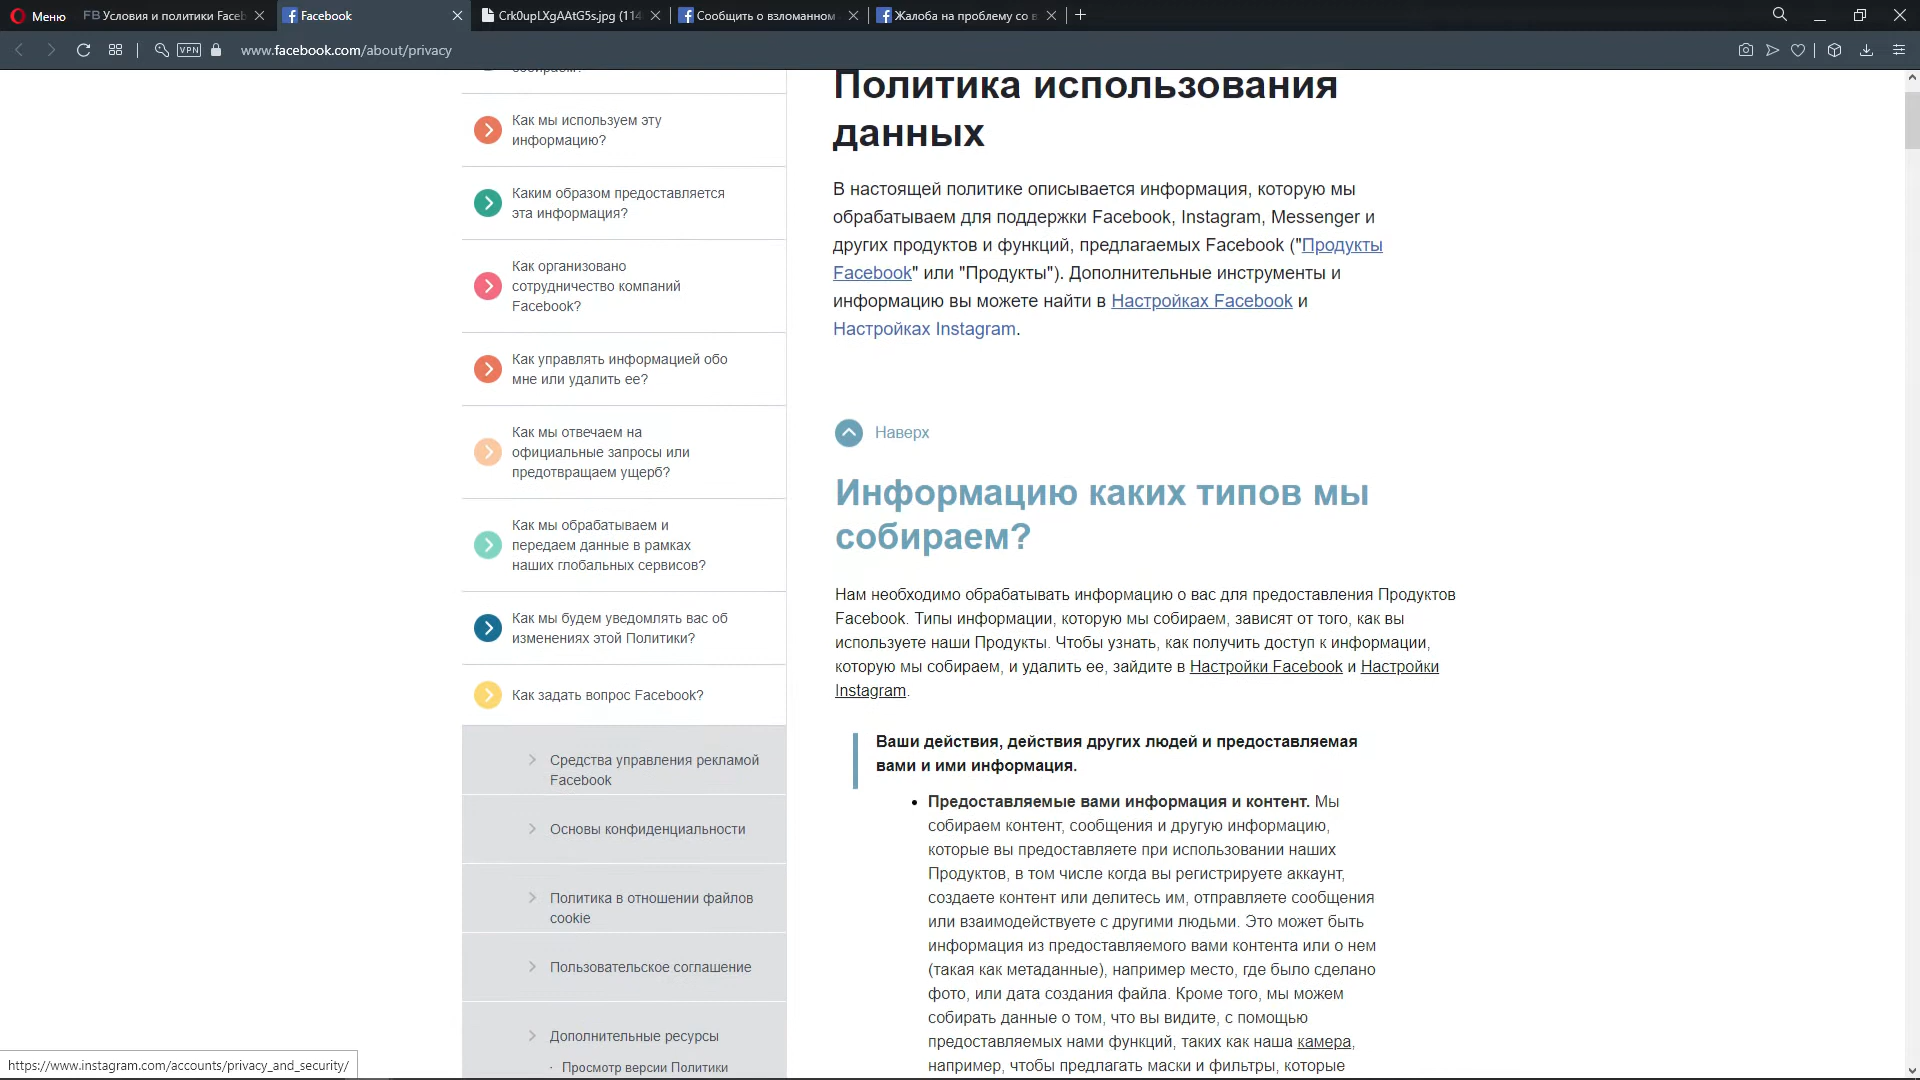 Меню
Условия и политики Faceb
Facebook
Crk0upLXgAAtG5s.jpg (114
Сообщить о взломанном
Жалоба на проблему со в
VPN
www.facebook.com/about/privacy
собираем?
Как мы используем эту
информацию?
Каким образом предоставляется
эта информация?
Как организовано
сотрудничество компаний
Facebook?
Как управлять информацией обо
мне или удалить ее?
Как мы отвечаем на
официальные запросы или
предотвращаем ущерб?
Как мы обрабатываем и
передаем данные в рамках
наших глобальных сервисов?
Как мы будем уведомлять вас об
изменениях этой Политики?
Как задать вопрос Facebook?
Средства управления рекламой
Facebook
Основы конфиденциальности
Политика в отношении файлов
cookie
Пользовательское соглашение
Дополнительные ресурсы
· Просмотр версии Политики
Политика использования
данных
В настоящей политике описывается информация, которую мы
обрабатываем для поддержки Facebook, Instagram, Messenger и
других продуктов и функций, предлагаемых Facebook ("Продукты
Facebook" или "Продукты"). Дополнительные инструменты и
информацию вы можете найти в Настройках Facebook и
Настройках Instagram.
Наверх
Информацию каких типов мы
собираем?
Нам необходимо обрабатывать информацию о вас для предоставления Продуктов
Facebook. Типы информации, которую мы собираем, зависят от того, как вы
используете наши Продукты. Чтобы узнать, как получить доступ к информации,
которую мы собираем, и удалить ее, зайдите в Настройки Facebook и Настройки
Instagram.
Ваши действия, действия других людей и предоставляемая
вами и ими информация.
• Предоставляемые вами информация и контент. Мы
собираем контент, сообщения и другую информацию,
которые вы предоставляете при использовании наших
Продуктов, в том числе когда вы регистрируете аккаунт,
создаете контент или делитесь им, отправляете сообщения
или взаимодействуете с другими людьми. Это может быть
информация из предоставляемого вами контента или о нем
(такая как метаданные), например место, где было сделано
фото, или дата создания файла. Кроме того, мы можем
собирать данные о том, что вы видите, с помощью
предоставляемых нами функций, таких как наша камера,
например, чтобы предлагать маски и фильтры, которые
https://www.instagram.com/accounts/privacy_and_security/